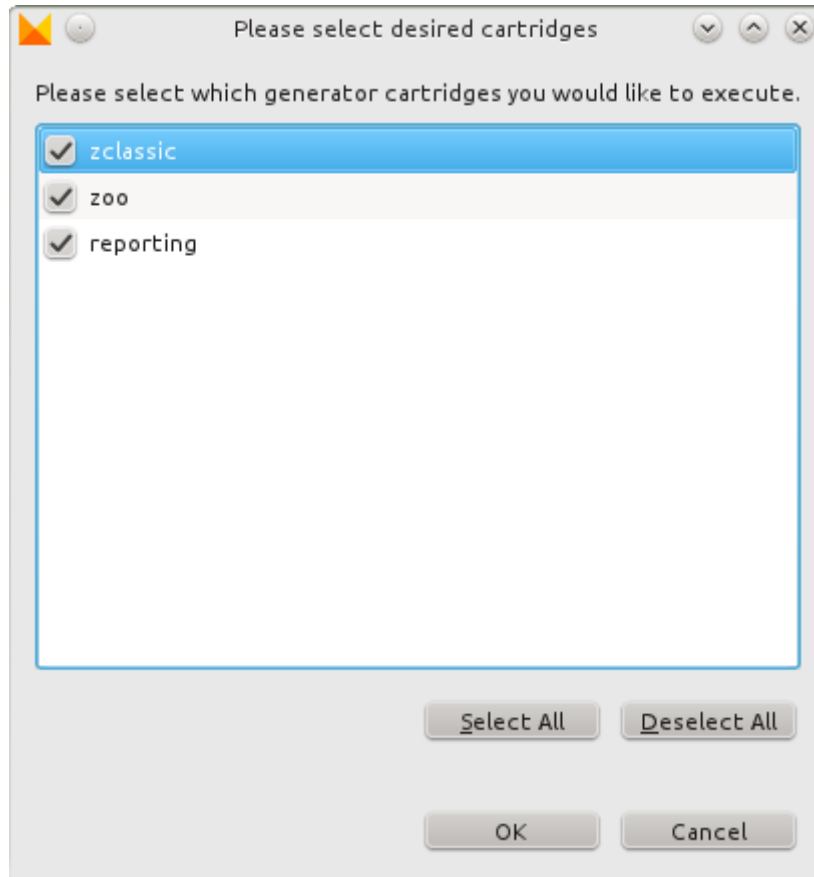 Please select desired cartridges
Please select which generator cartridges you would like to execute.
zclassic
zoo
reporting
Select All Deselect All
OK Cancel